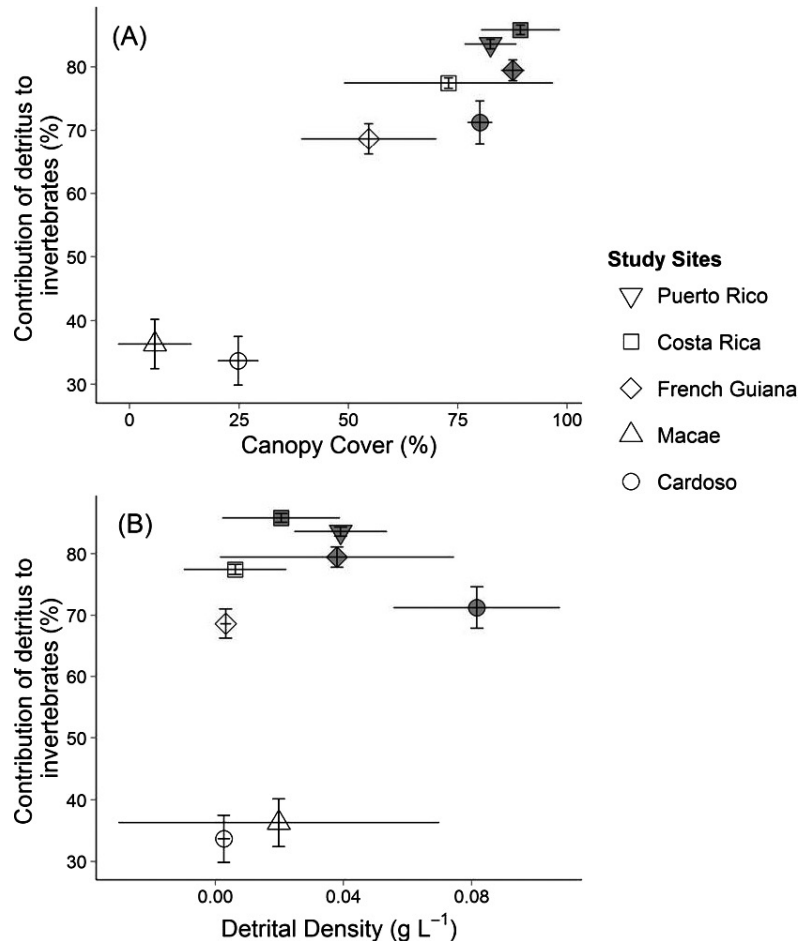 (A)
Contribution of detritus to
invertebrates (%)
80
70
60
50
40
30
0
25
50
75
100
Canopy Cover (%)
Study Sites
Puerto Rico
Costa Rica
French Guiana
Macae
Cardoso
(B)
Contribution of detritus to
invertebrates (%)
80
70
60
50
40
30
0.00
0.04
0.08
Detrital Density (g L⁻¹)